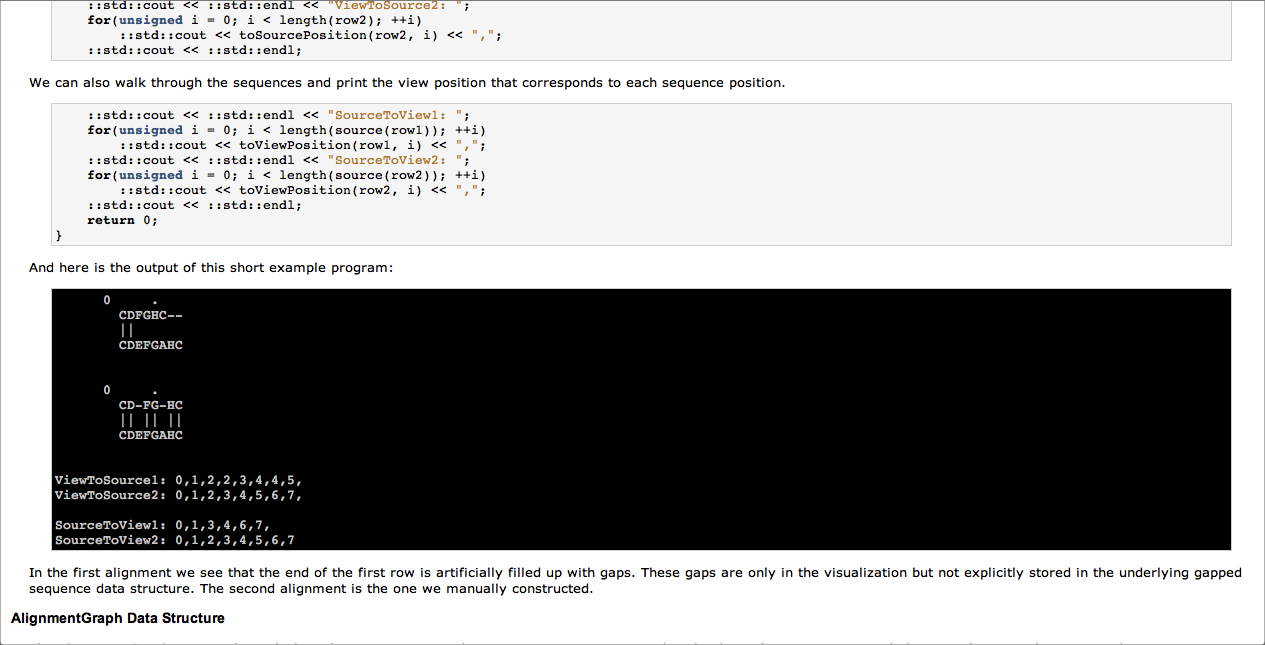 ::std::cout << ::std::endl << "ViewToSource2: ";
for(unsigned i = 0; i < length(row2); ++i)
    ::std::cout << toSourcePosition(row2, i) << ",";
::std::cout << ::std::endl;
We can also walk through the sequences and print the view position that corresponds to each sequence position.
::std::cout << ::std::endl << "SourceToView1: ";
for(unsigned i = 0; i < length(source(row1)); ++i)
    ::std::cout << toViewPosition(row1, i) << ",";
::std::cout << ::std::endl << "SourceToView2: ";
for(unsigned i = 0; i < length(source(row2)); ++i)
    ::std::cout << toViewPosition(row2, i) << ",";
::std::cout << ::std::endl;
return 0;
}
And here is the output of this short example program:
0     .
CDFGHC--
||
CDEFGAHC
0     .
CD-FG-HC
|| || ||
CDEFGAHC
ViewToSource1: 0,1,2,2,3,4,4,5,
ViewToSource2: 0,1,2,3,4,5,6,7,
SourceToView1: 0,1,3,4,6,7,
SourceToView2: 0,1,2,3,4,5,6,7
In the first alignment we see that the end of the first row is artificially filled up with gaps. These gaps are only in the visualization but not explicitly stored in the underlying gapped
sequence data structure. The second alignment is the one we manually constructed.
AlignmentGraph Data Structure